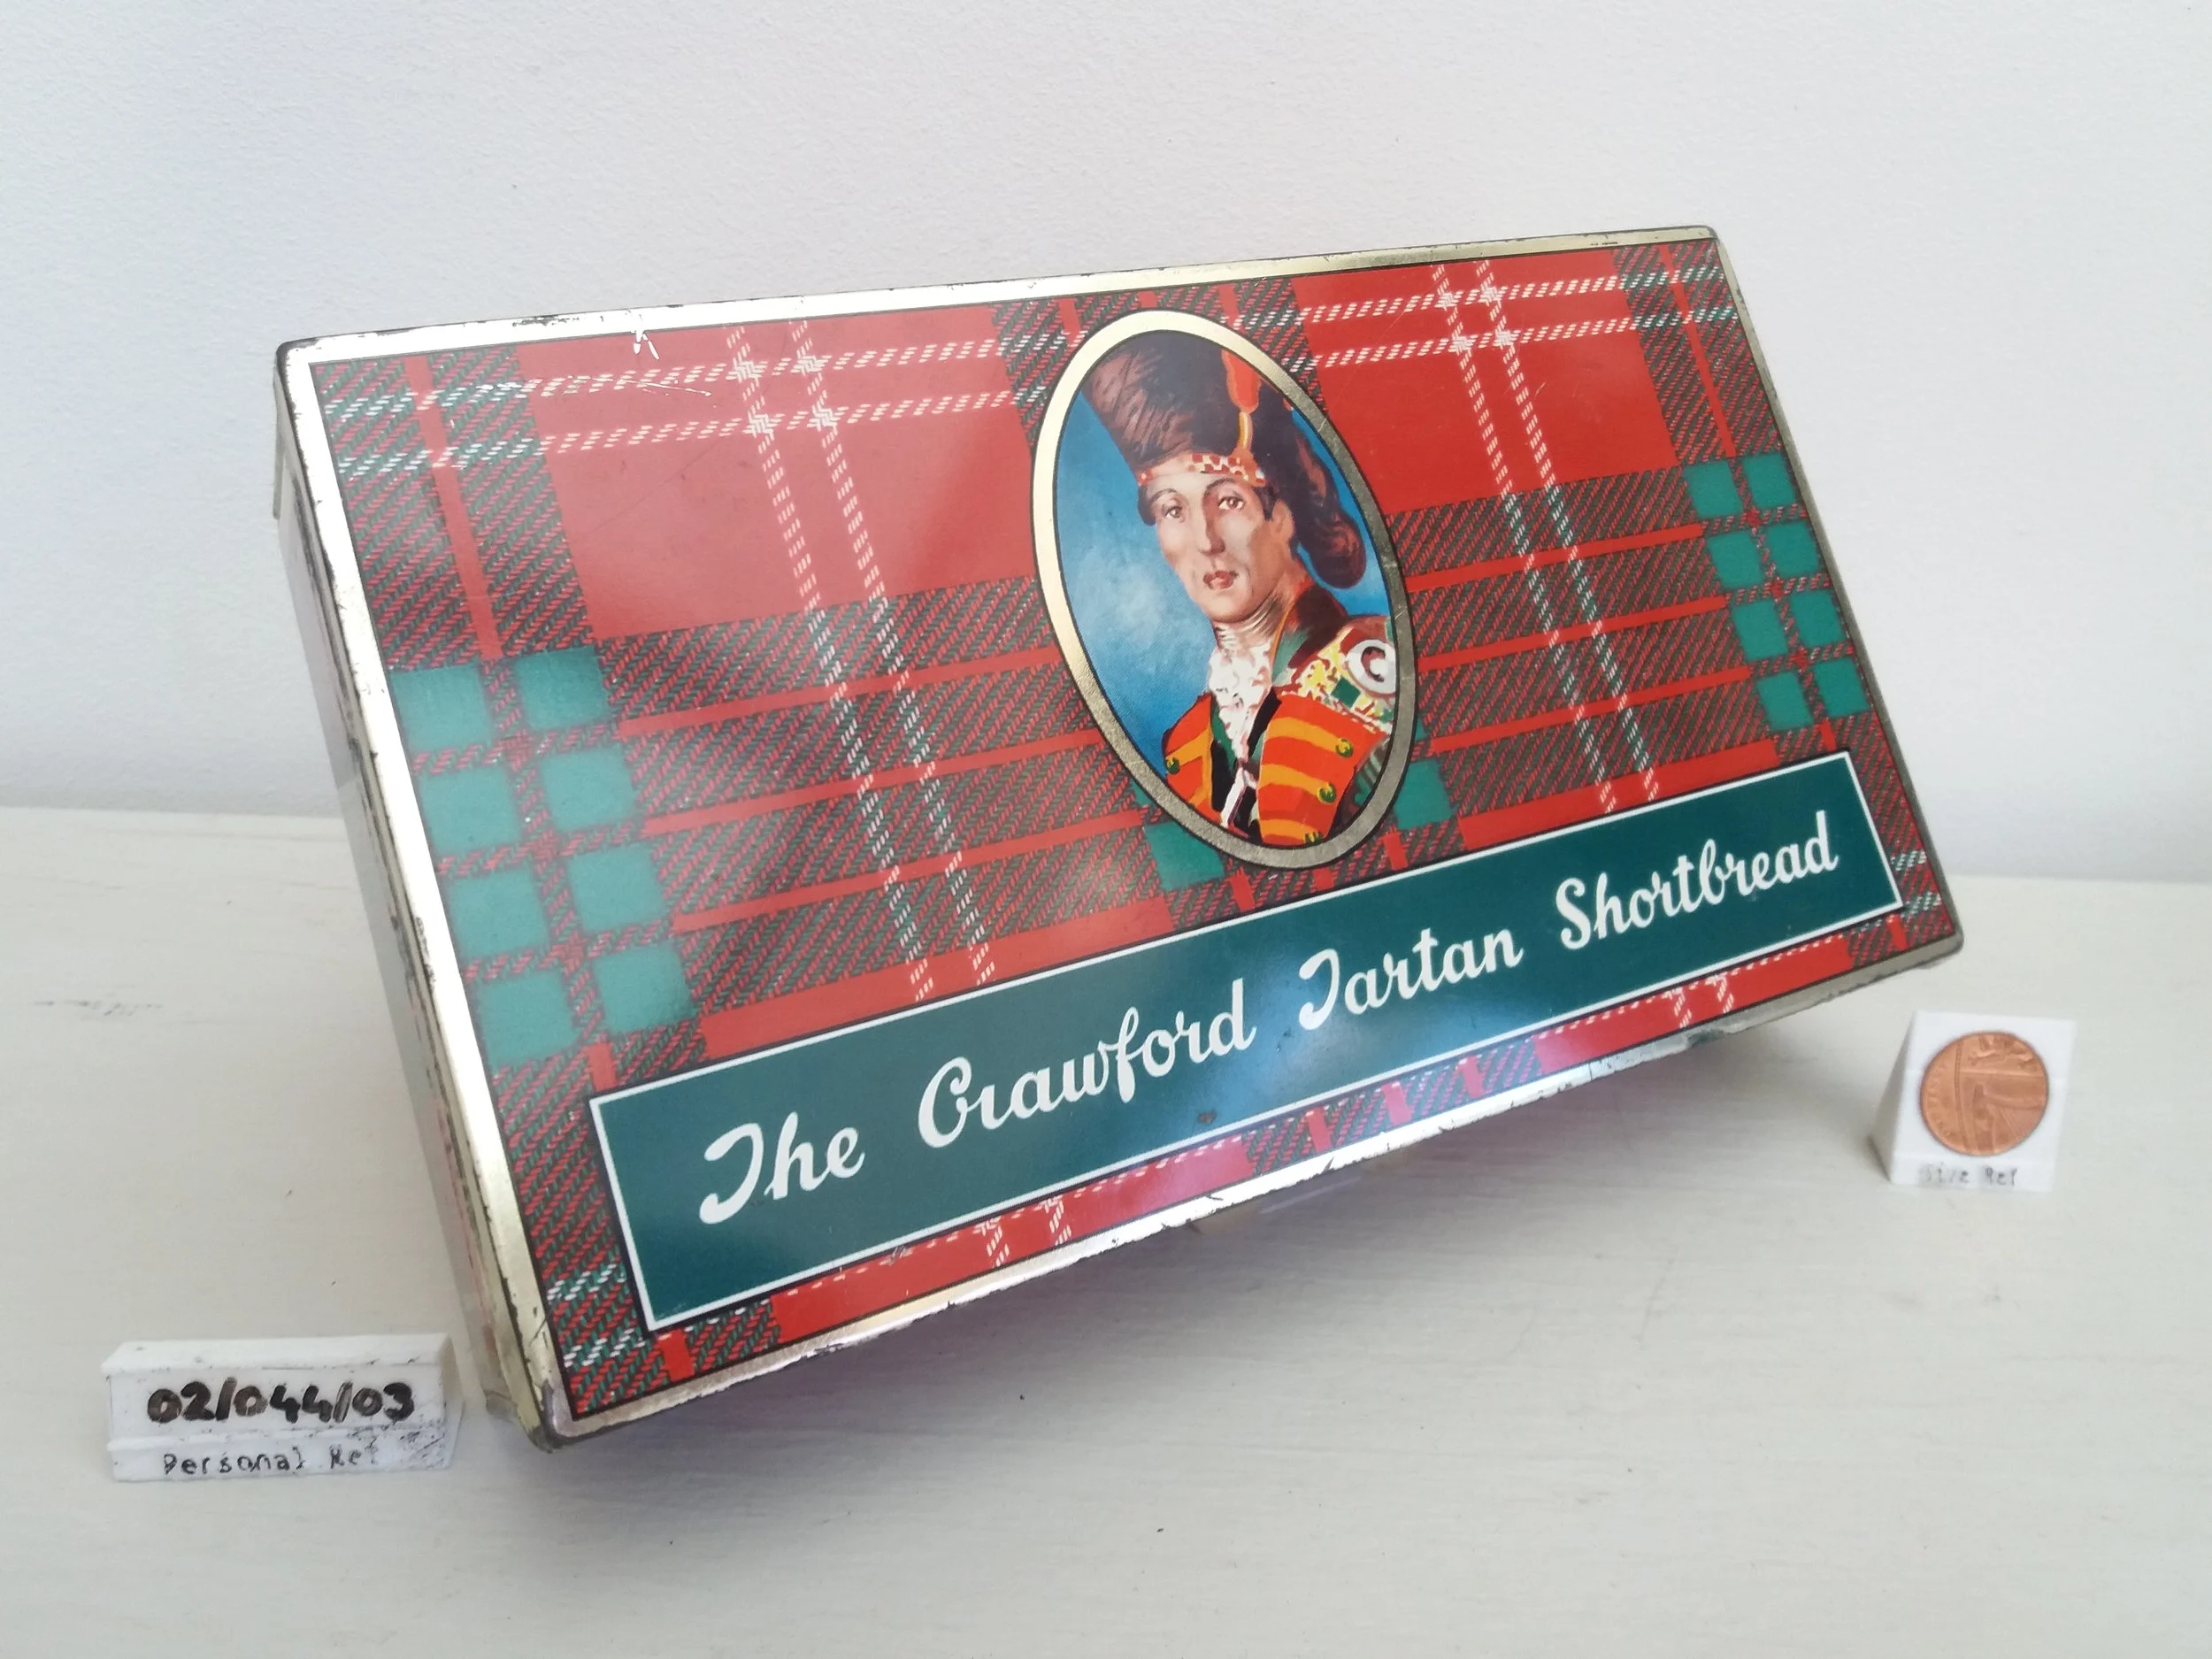 The Crawford Tartan Shortbread
02/044/03
Personal Ref
Size Ref